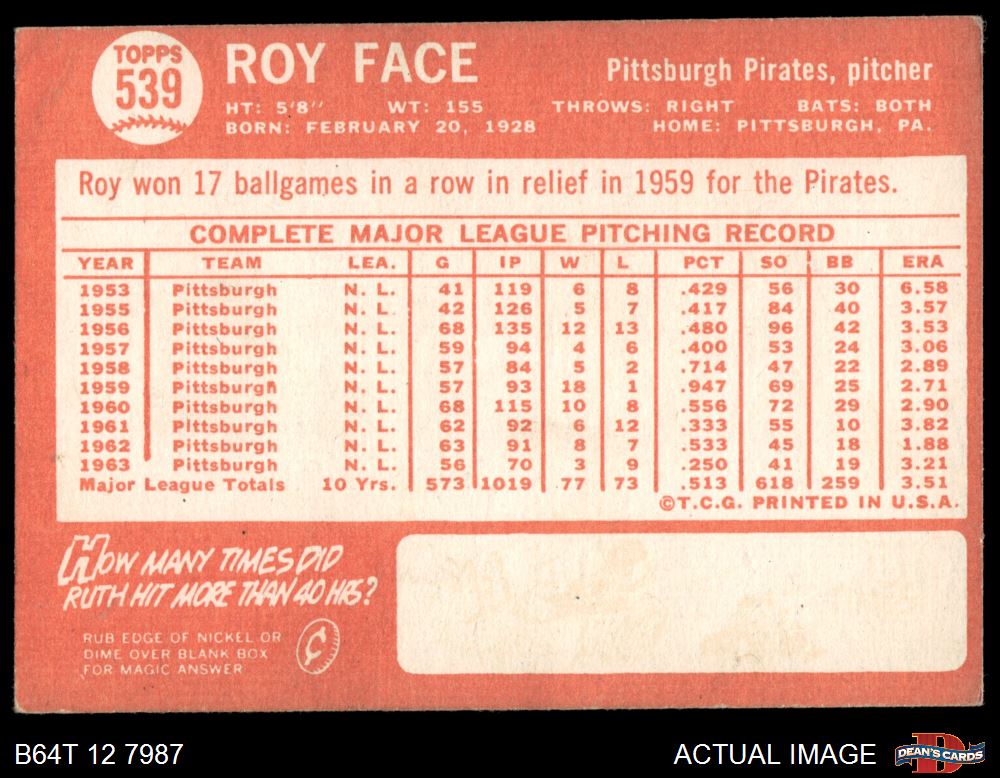 TOPPS
539
ROY FACE
Pittsburgh Pirates, pitcher
HT: 5'8" WT: 155 THROWS: RIGHT BATS: BOTH
BORN: FEBRUARY 20, 1928 HOME: PITTSBURGH, PA.
Roy won 17 ballgames in a row in relief in 1959 for the Pirates.
COMPLETE MAJOR LEAGUE PITCHING RECORD
YEAR TEAM LEA. G IP W L PCT SO BB ERA
1953 Pittsburgh N. L. 41 119 6 8 .429 56 30 6.58
1955 Pittsburgh N. L. 42 126 5 7 .417 84 40 3.57
1956 Pittsburgh N. L. 68 135 12 13 .480 96 42 3.53
1957 Pittsburgh N. L. 59 94 4 6 .400 53 24 3.06
1958 Pittsburgh N. L. 57 84 5 2 .714 47 22 2.89
1959 Pittsburgh N. L. 57 93 18 1 .947 69 25 2.71
1960 Pittsburgh N. L. 68 115 10 8 .556 72 29 2.90
1961 Pittsburgh N. L. 62 92 6 12 .333 55 10 3.82
1962 Pittsburgh N. L. 63 91 8 7 .533 45 18 1.88
1963 Pittsburgh N. L. 56 70 3 9 .250 41 19 3.21
Major League Totals 10 Yrs. 573 1019 77 73 .513 618 259 3.51
©T.C.G. PRINTED IN U.S.A.
HOW MANY TIMES DID
RUTH HIT MORE THAN 40 HRS?
RUB EDGE OF NICKEL OR
DIME OVER BLANK BOX
FOR MAGIC ANSWER
B64T 12 7987
ACTUAL IMAGE
D
DEAN'S CARDS